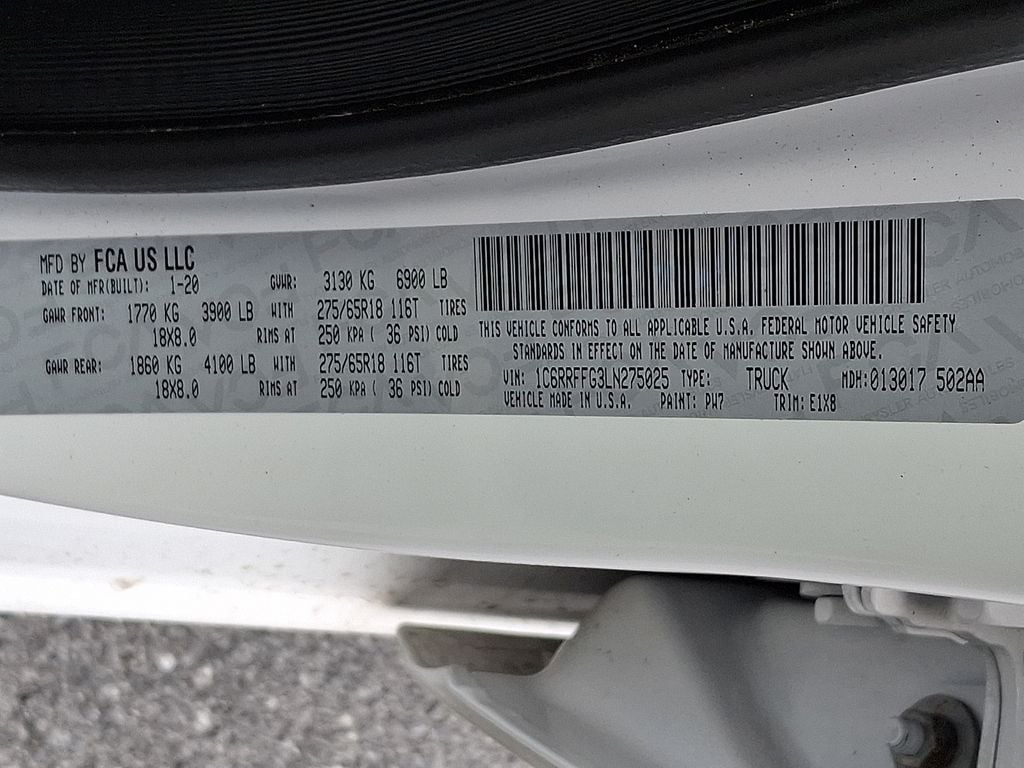 MFD BY FCA US LLC
DATE OF MFR(BUILT): 1-20 GVWR: 3130 KG 6900 LB
GAWR FRONT: 1770 KG 3900 LB WITH 275/65R18 116T TIRES
18X8.0 RIMS AT 250 KPA ( 36 PSI) COLD
GAWR REAR: 1860 KG 4100 LB WITH 275/65R18 116T TIRES
18X8.0 RIMS AT 250 KPA ( 36 PSI) COLD
THIS VEHICLE CONFORMS TO ALL APPLICABLE U.S.A. FEDERAL MOTOR VEHICLE SAFETY
STANDARDS IN EFFECT ON THE DATE OF MANUFACTURE SHOWN ABOVE.
VIN: 1C6RRFFG3LN275025 TYPE: TRUCK MDH:013017 502AA
VEHICLE MADE IN U.S.A. PAINT: PW7 TRIM: E1X8